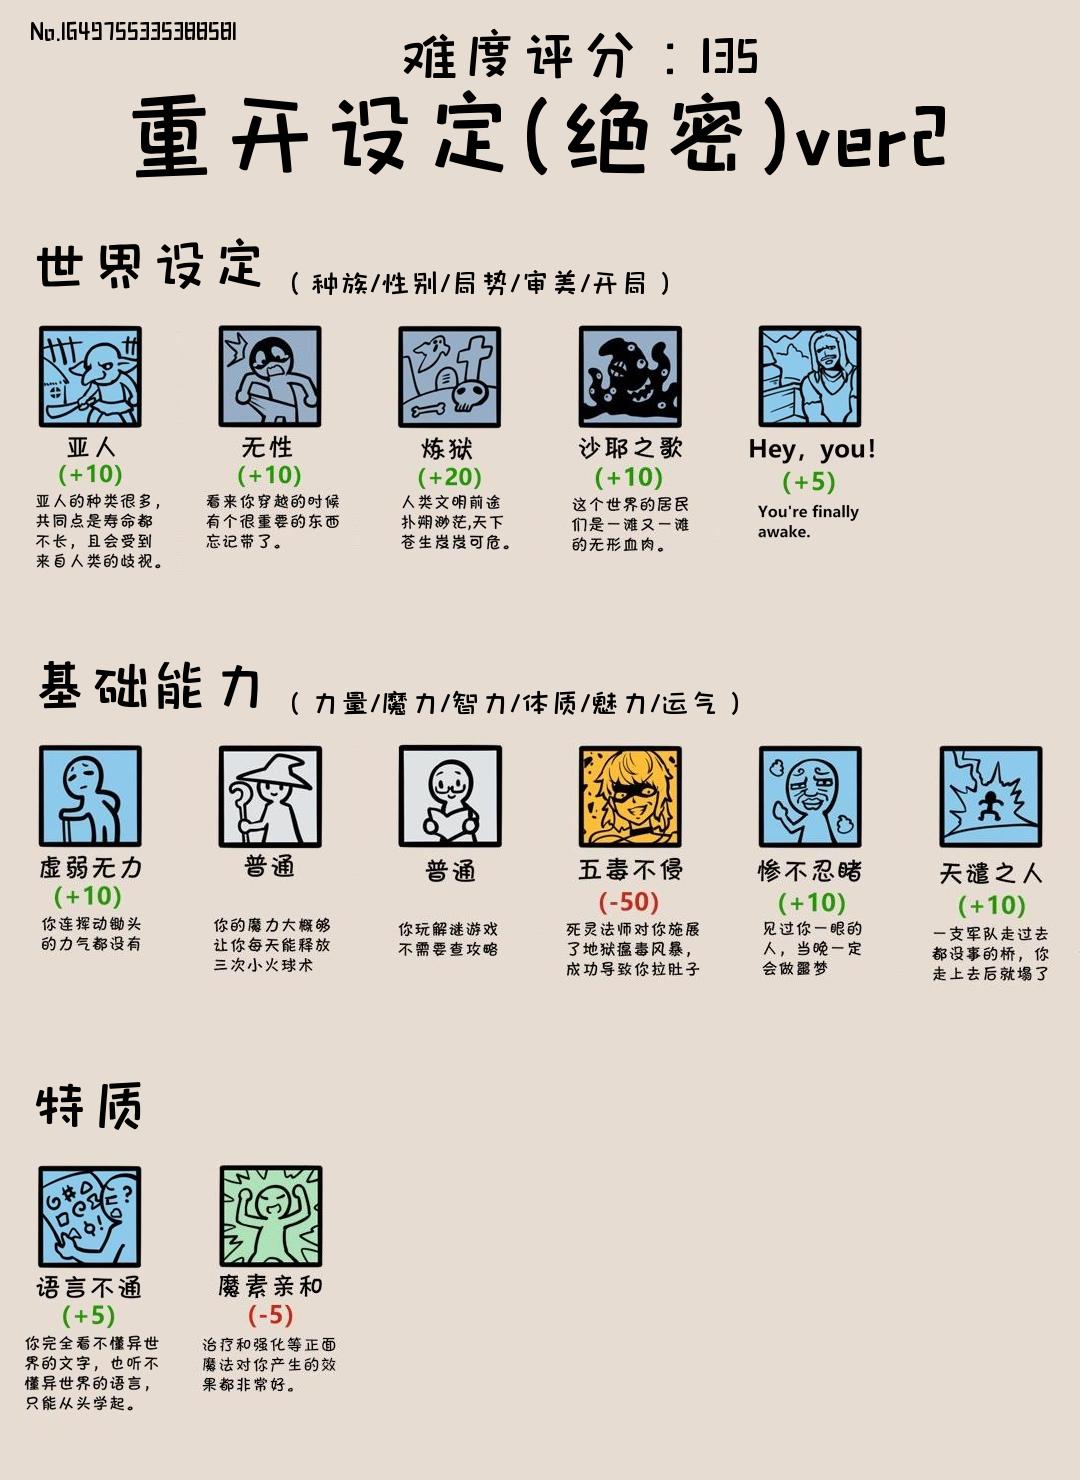 No.1649755335388581
难度评分：135
重开设定(绝密)ver2
世界设定（种族/性别/局势/审美/开局）
亚人
(+10)
亚人的种类很多，
共同点是寿命都
不长，且会受到
来自人类的歧视。
无性
(+10)
看来你穿越的时候
有个很重要的东西
忘记带了。
炼狱
(+20)
人类文明前途
扑朔渺茫,天下
苍生岌岌可危。
沙耶之歌
(+10)
这个世界的居民
们是一滩又一滩
的无形血肉。
Hey, you!
(+5)
You're finally
awake.
基础能力（力量/魔力/智力/体质/魅力/运气）
虚弱无力
(+10)
你连挥动锄头
的力气都没有
普通
你的魔力大概够
让你每天能释放
三次小火球术
普通
你玩解谜游戏
不需要查攻略
五毒不侵
(-50)
死灵法师对你施展
了地狱瘟毒风暴，
成功导致你拉肚子
惨不忍睹
(+10)
见过你一眼的
人，当晚一定
会做噩梦
天谴之人
(+10)
一支军队走过去
都没事的桥，你
走上去后就塌了
特质
语言不通
(+5)
你完全看不懂异世
界的文字，也听不
懂异世界的语言，
只能从头学起。
魔素亲和
(-5)
治疗和强化等正面
魔法对你产生的效
果都非常好。